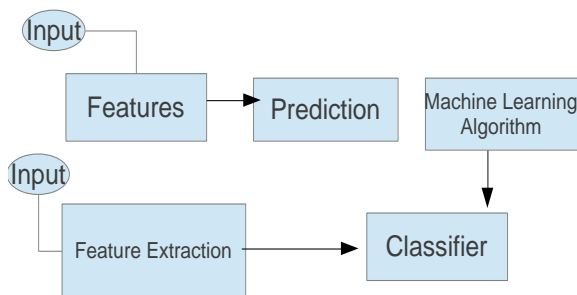 Input
Features
Prediction
Machine Learning
Algorithm
Input
Feature Extraction
Classifier